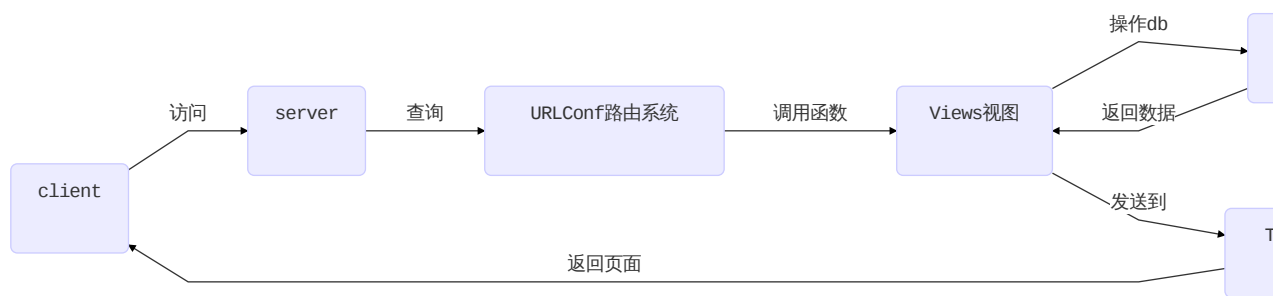 操作db
访问
server
查询
URLConf路由系统
调用函数
Views视图
返回数据
client
发送到
T
返回页面